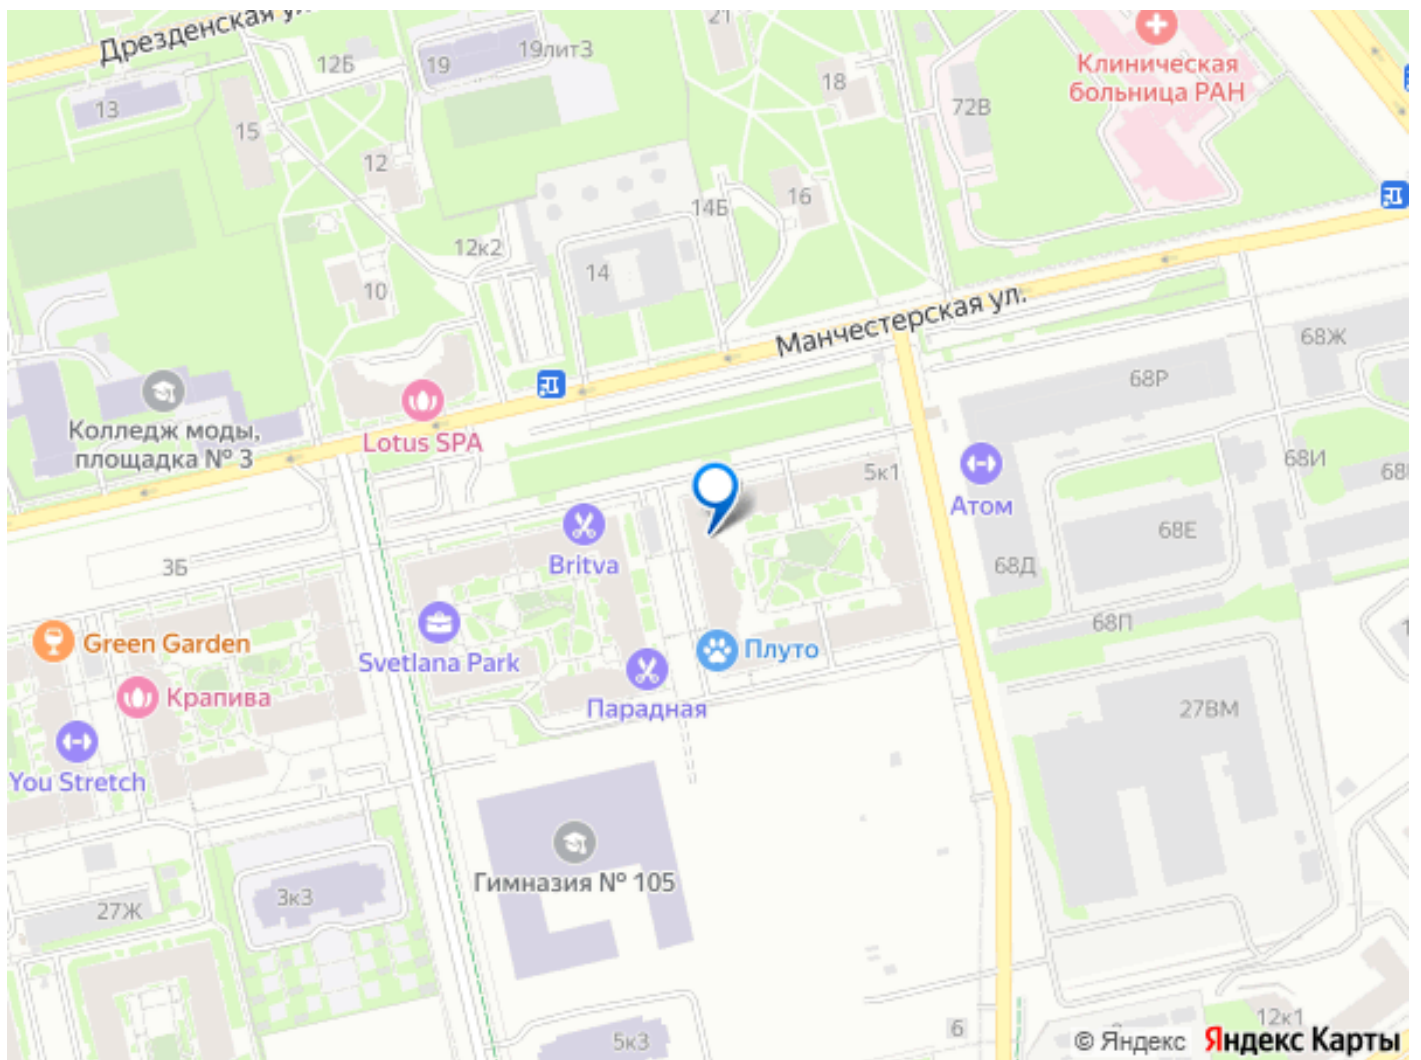 Дрезденская ул.
21
12Б
19
19лит3
Клиническая
больница РАН
13
15
18
72В
12
16
14Б
12к2
14
10
Манчестерская ул.
68Ж
68Р
Колледж моды,
площадка № 3
Lotus SPA
5к1
68И
Атом
Britva
68Е
3Б
68Д
68П
Green Garden
Svetlana Park
Плуто
Крапива
Парадная
27ВМ
You Stretch
Гимназия № 105
3к3
27Ж
5к3
6
12к1
© Яндекс Яндекс Карты